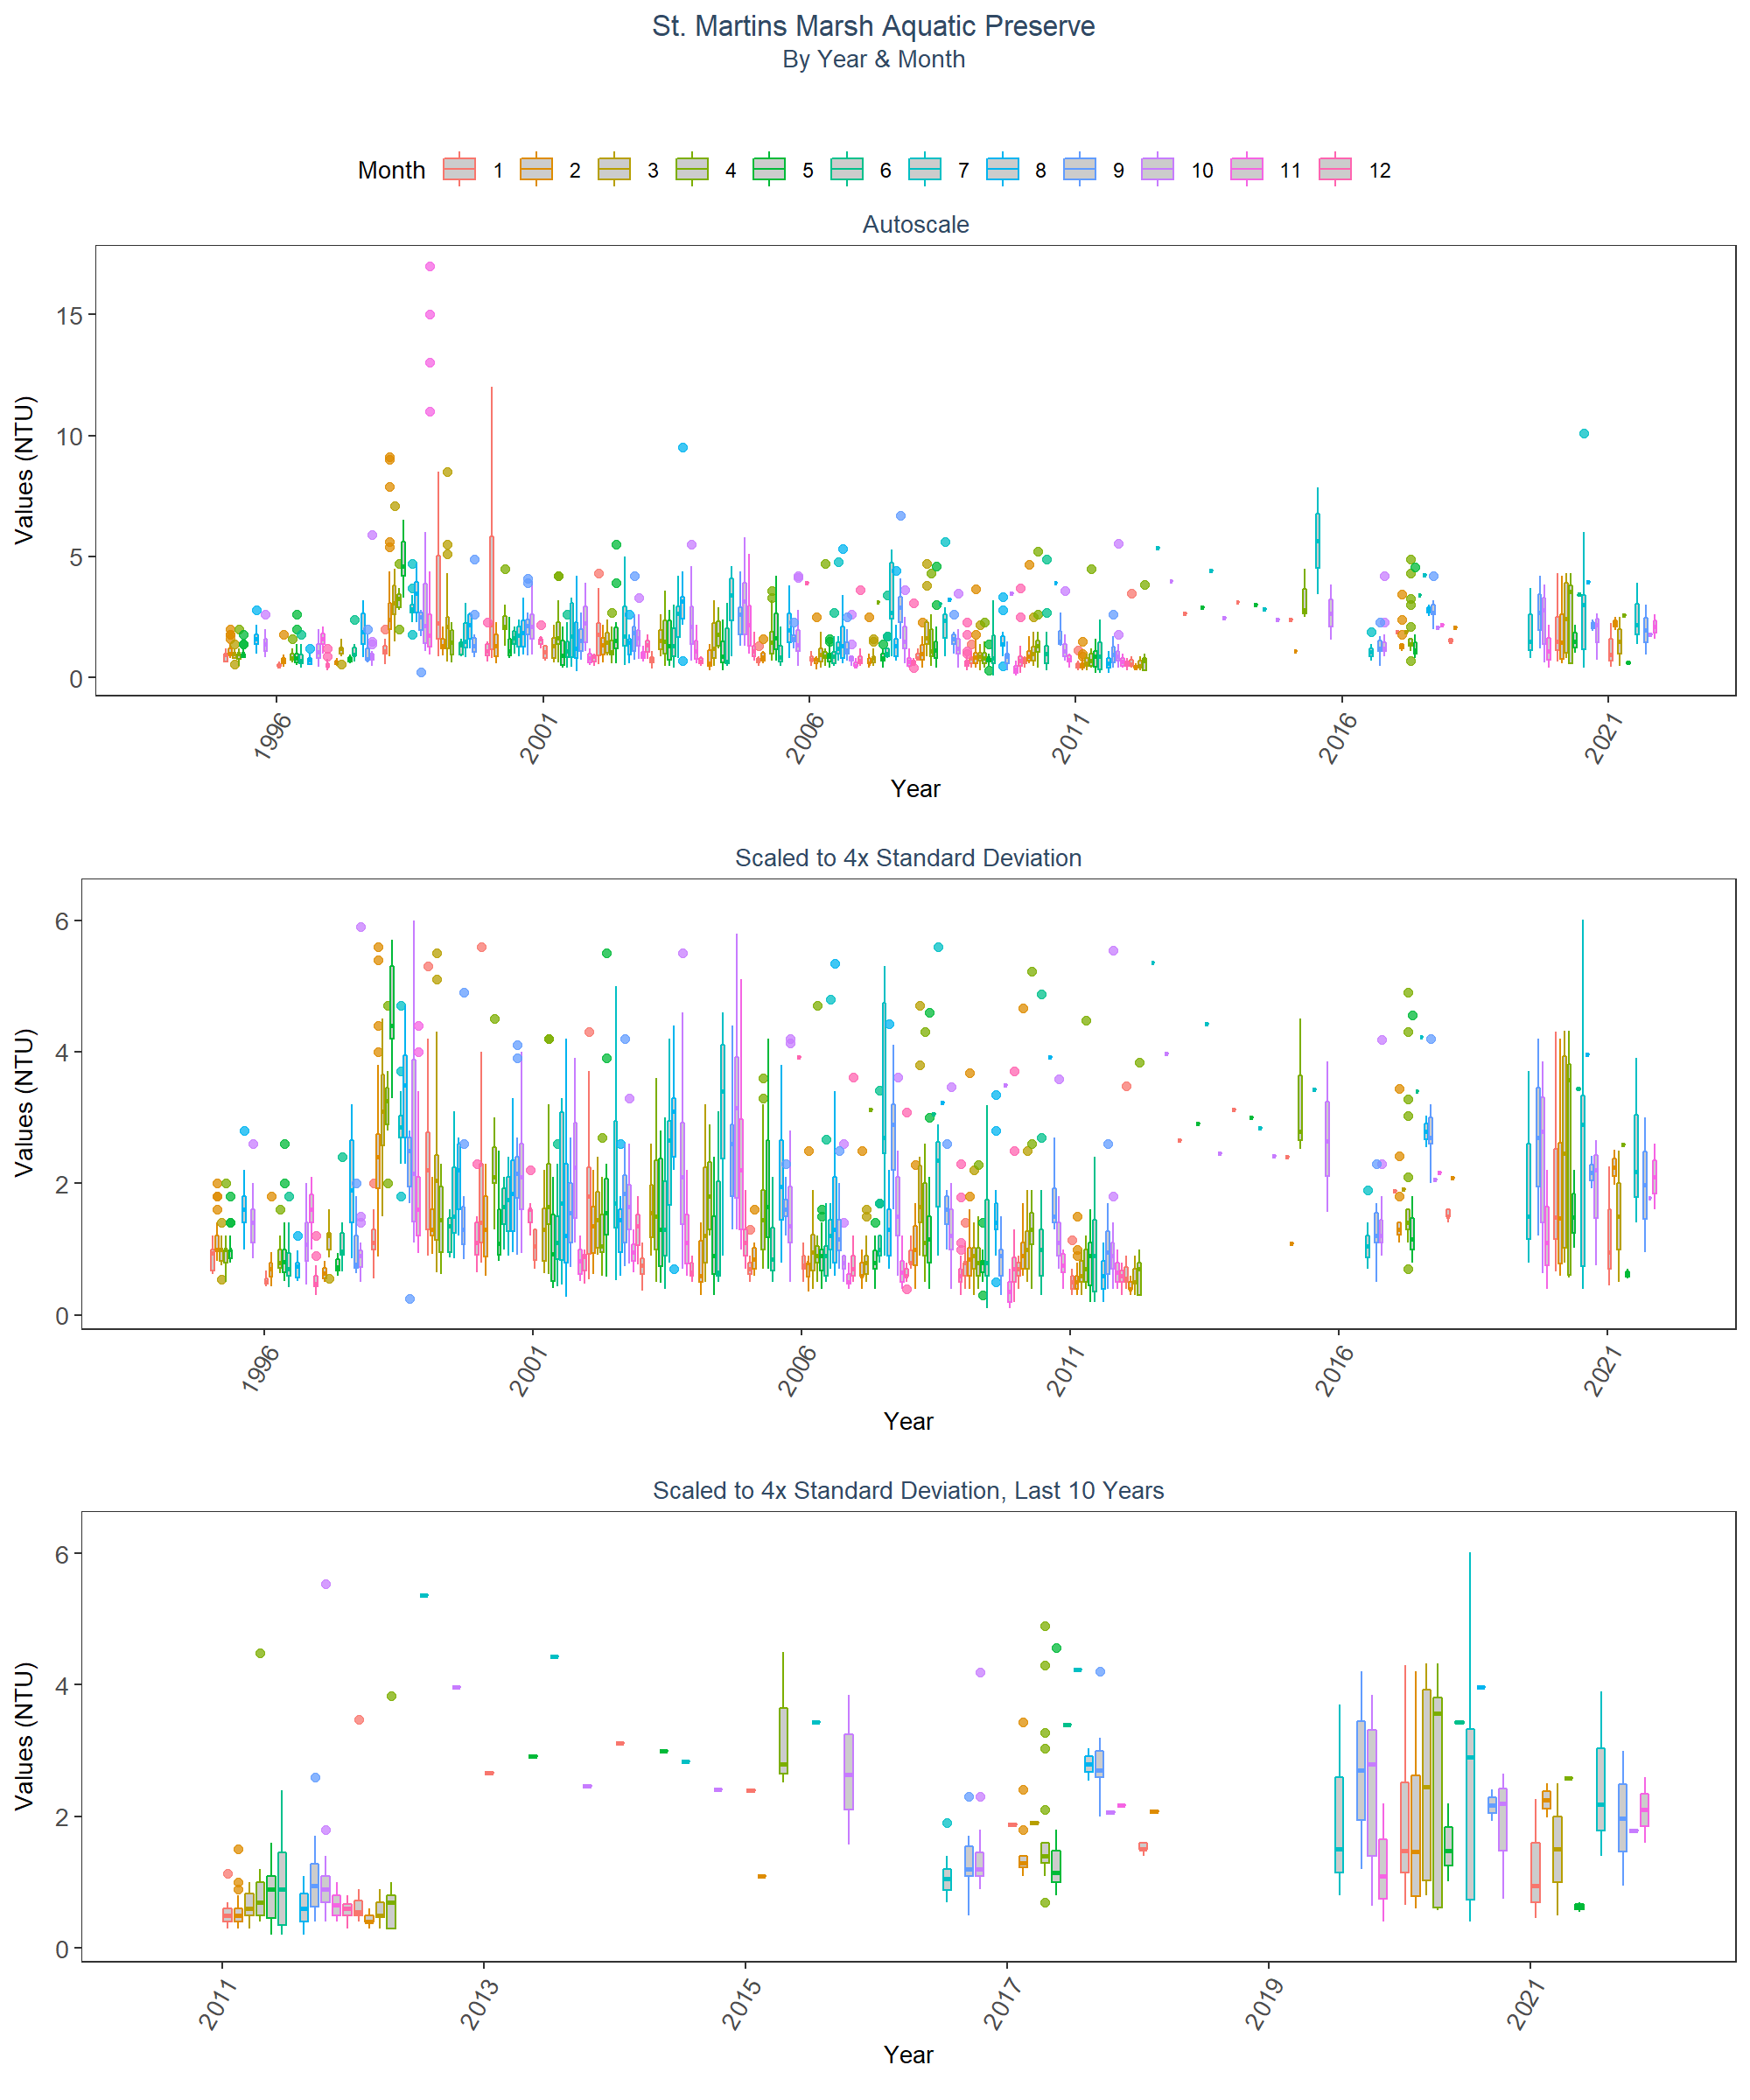 St. Martins Marsh Aquatic Preserve
By Year & Month
Month 1 2 3 4 5 6 7 8 9 10 11 12
Autoscale
Values (NTU)
15
10
5
0
1996 2001 2006 2011 2016 2021
Year
Scaled to 4x Standard Deviation
Values (NTU)
6
4
2
0
1996 2001 2006 2011 2016 2021
Year
Scaled to 4x Standard Deviation, Last 10 Years
Values (NTU)
6
4
2
0
2011 2013 2015 2017 2019 2021
Year